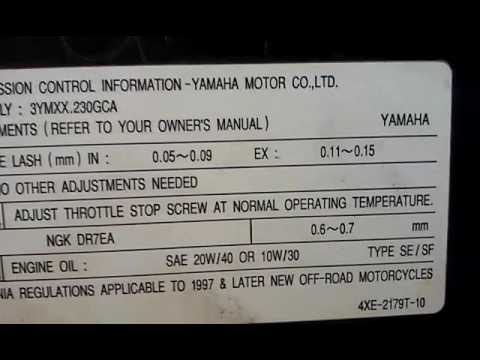 SSION CONTROL INFORMATION-YAMAHA MOTOR CO.,LTD.
LY : 3YMXX.230GCA
MENTS (REFER TO YOUR OWNER'S MANUAL) YAMAHA
E LASH (mm) IN : 0.05~0.09 EX : 0.11~0.15
NO OTHER ADJUSTMENTS NEEDED
ADJUST THROTTLE STOP SCREW AT NORMAL OPERATING TEMPERATURE.
NGK DR7EA 0.6~0.7 mm
ENGINE OIL : SAE 20W/40 OR 10W/30 TYPE SE/SF
NIA REGULATIONS APPLICABLE TO 1997 & LATER NEW OFF-ROAD MOTORCYCLES
4XE-2179T-10